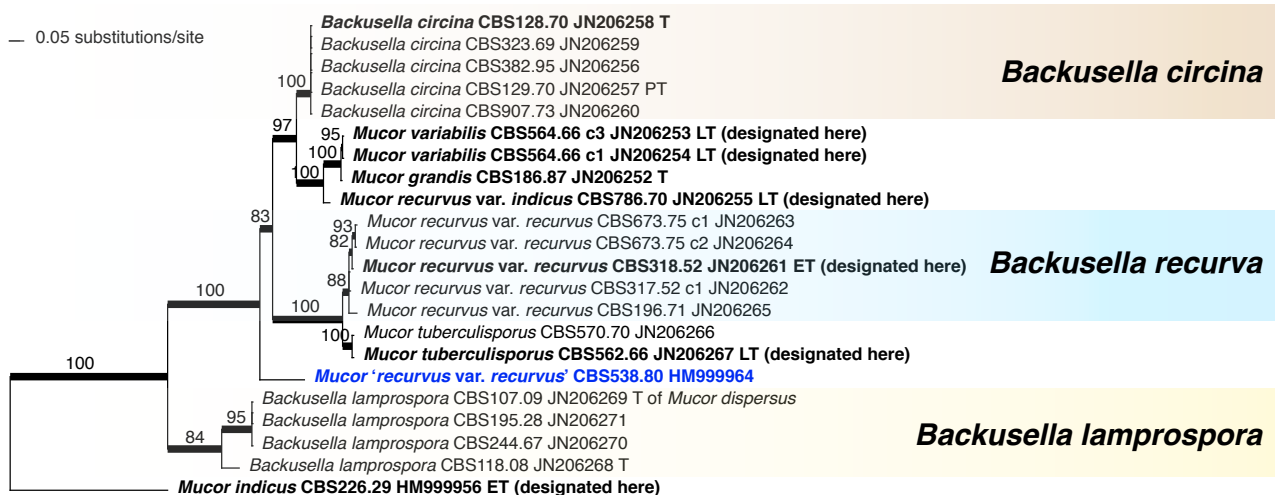 Backusella circina CBS128.70 JN206258 T
0.05 substitutions/site
Backusella circina CBS323.69 JN206259
Backusella circina CBS382.95 JN206256
Backusella circina
100
Backusella circina CBS129.70 JN206257 PT
Backusella circina CBS907.73 JN206260
97
95
Mucor variabilis CBS564.66 c3 JN206253 LT (designated here)
100
Mucor variabilis CBS564.66 c1 JN206254 LT (designated here)
100
Mucor grandis CBS186.87 JN206252 T
Mucor recurvus var. indicus CBS786.70 JN206255 LT (designated here)
83
93
Mucor recurvus var. recurvus CBS673.75 c1 JN206263
82
Mucor recurvus var. recurvus CBS673.75 c2 JN206264
Mucor recurvus var. recurvus CBS318.52 JN206261 ET (designated here)
Backusella recurva
88
Mucor recurvus var. recurvus CBS317.52 c1 JN206262
100
100
Mucor recurvus var. recurvus CBS196.71 JN206265
Mucor tuberculisporus CBS570.70 JN206266
100
Mucor tuberculisporus CBS562.66 JN206267 LT (designated here)
100
Mucor 'recurvus var. recurvus' CBS538.80 HM999964
Backusella lamprospora CBS107.09 JN206269 T of Mucor dispersus
95
Backusella lamprospora CBS195.28 JN206271
84
Backusella lamprospora CBS244.67 JN206270
Backusella lamprospora
Backusella lamprospora CBS118.08 JN206268 T
Mucor indicus CBS226.29 HM999956 ET (designated here)